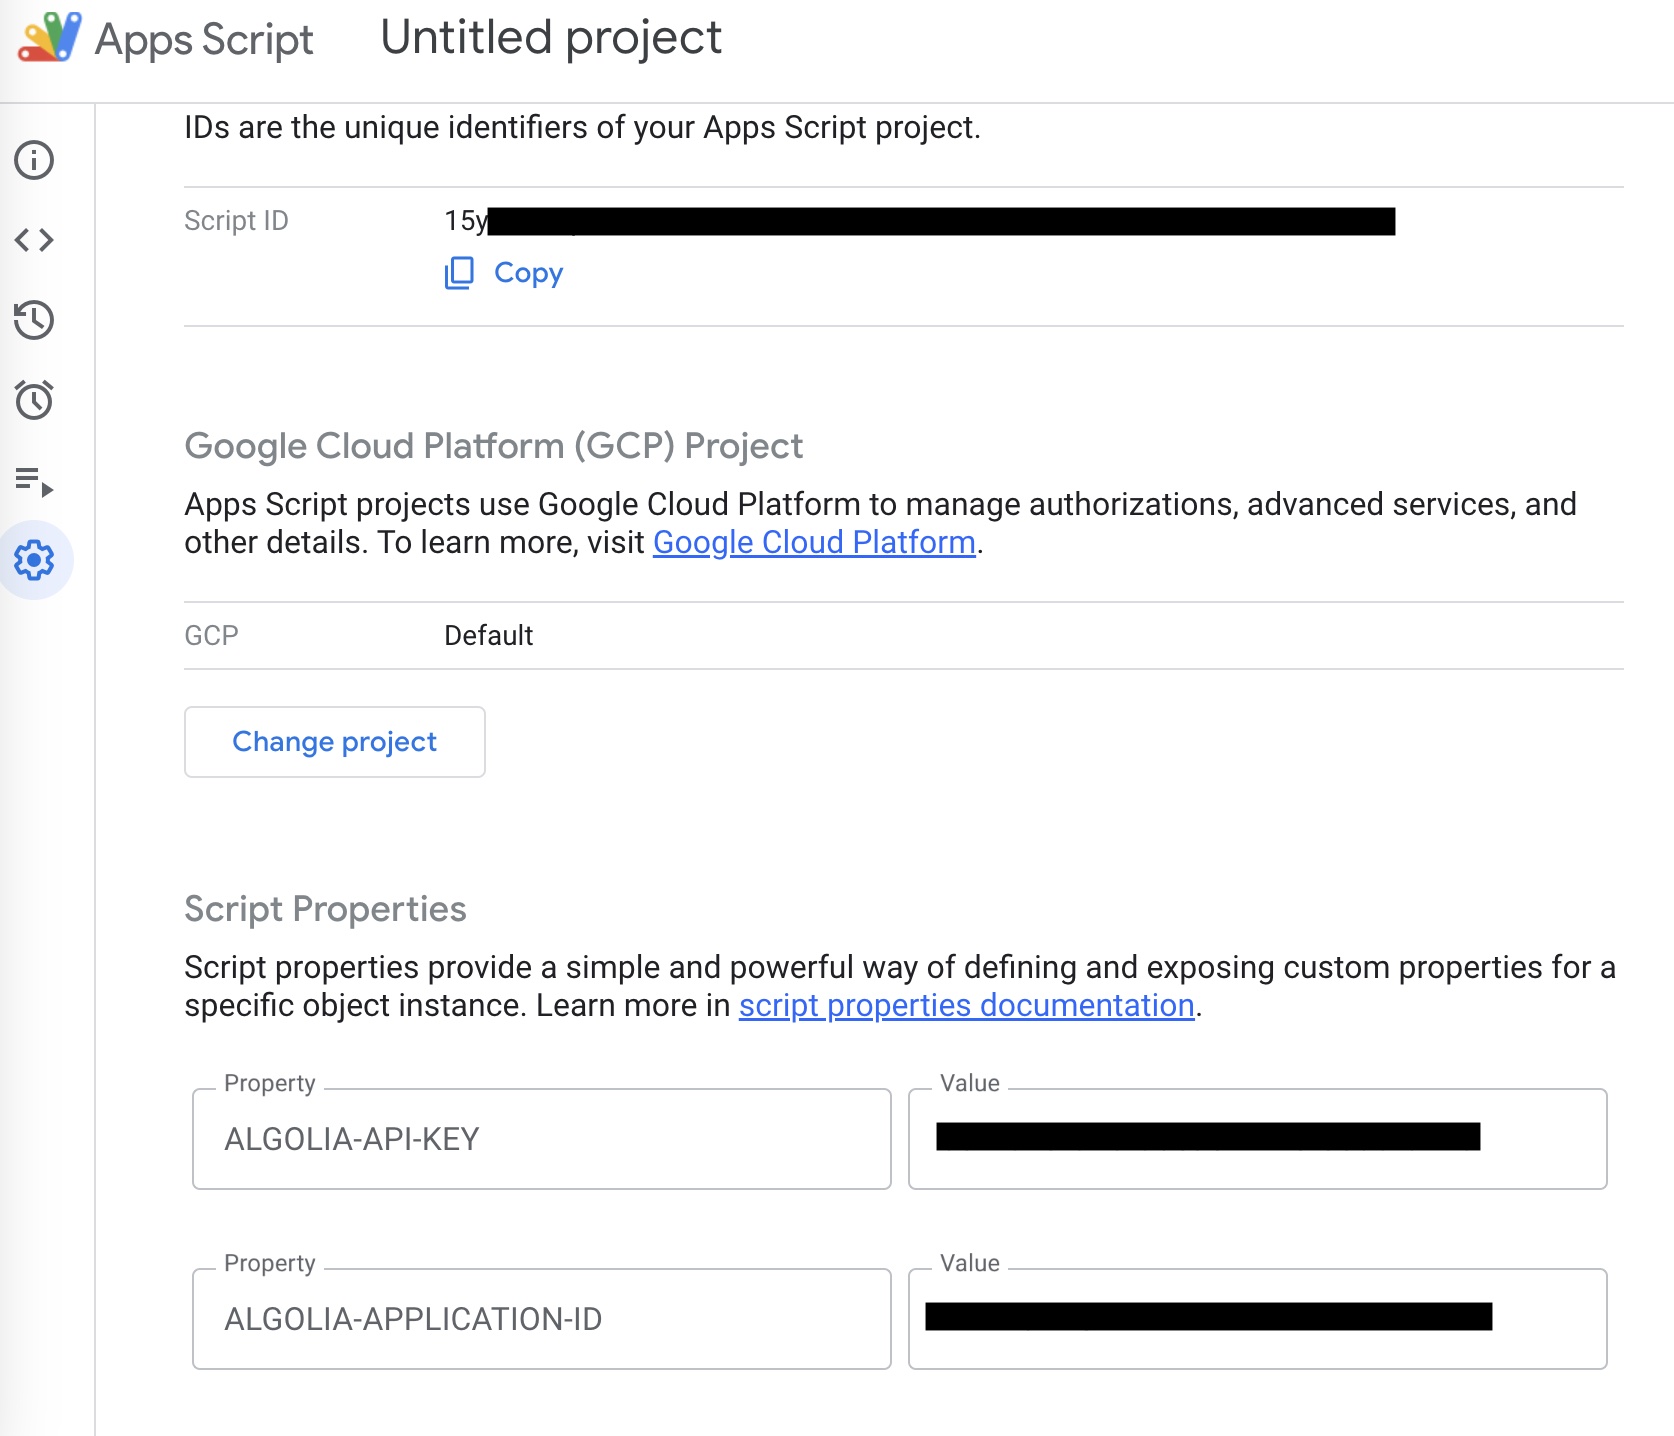 Apps Script Untitled project
IDs are the unique identifiers of your Apps Script project.
Script ID 15y
Copy
Google Cloud Platform (GCP) Project
Apps Script projects use Google Cloud Platform to manage authorizations, advanced services, and
other details. To learn more, visit Google Cloud Platform.
GCP Default
Change project
Script Properties
Script properties provide a simple and powerful way of defining and exposing custom properties for a
specific object instance. Learn more in script properties documentation.
Property Value
ALGOLIA-API-KEY
Property Value
ALGOLIA-APPLICATION-ID